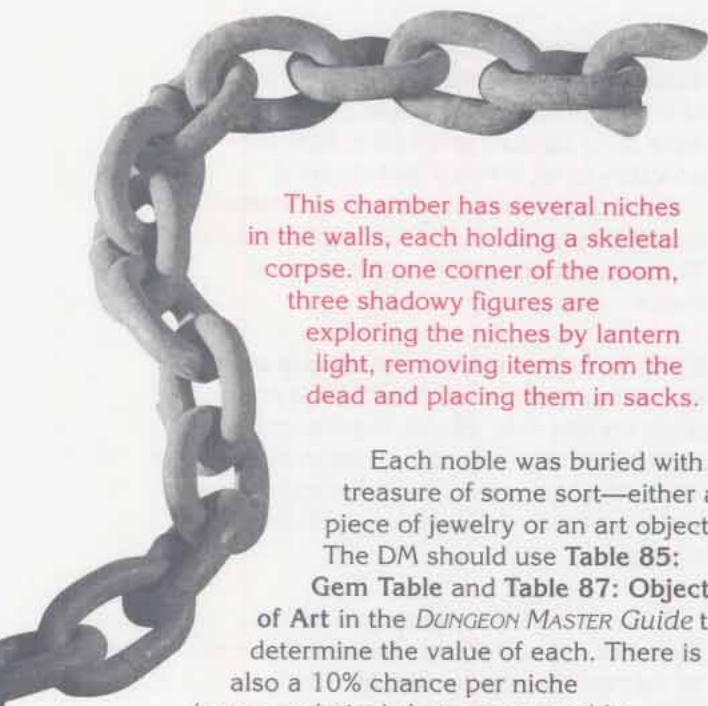 This chamber has several niches
in the walls, each holding a skeletal
corpse. In one corner of the room,
three shadowy figures are
exploring the niches by lantern
light, removing items from the
dead and placing them in sacks.
Each noble was buried with
treasure of some sort—either a
piece of jewelry or an art object
The DM should use Table 85:
Gem Table and Table 87: Object
of Art in the DUNGEON MASTER Guide t
determine the value of each. There is
also a 10% chance per niche